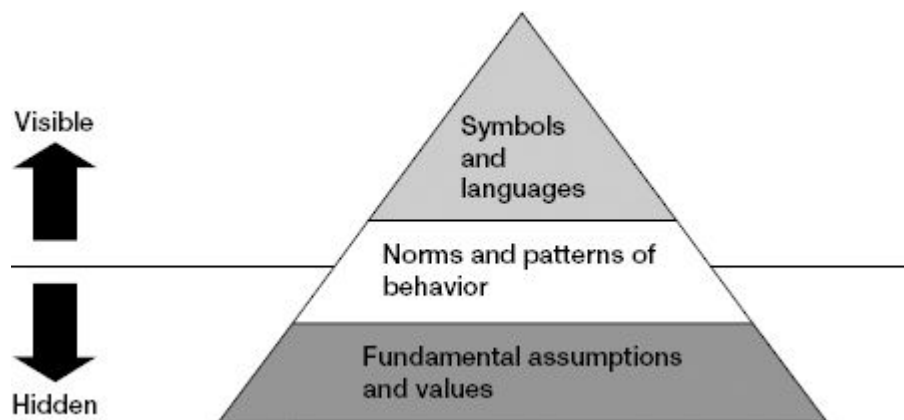 Visible
Symbols
and
languages
Norms and patterns of
behavior
Fundamental assumptions
and values
Hidden